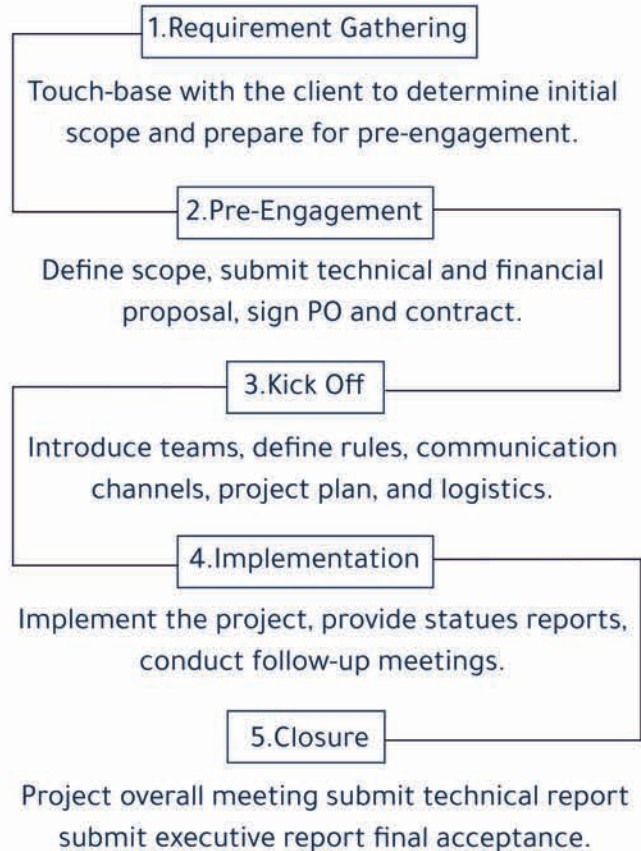 1.Requirement Gathering
Touch-base with the client to determine initial
scope and prepare for pre-engagement.
2.Pre-Engagement
Define scope, submit technical and financial
proposal, sign PO and contract.
3.Kick Off
Introduce teams, define rules, communication
channels, project plan, and logistics.
4.Implementation
Implement the project, provide statues reports,
conduct follow-up meetings.
5.Closure
Project overall meeting submit technical report
submit executive report final acceptance.